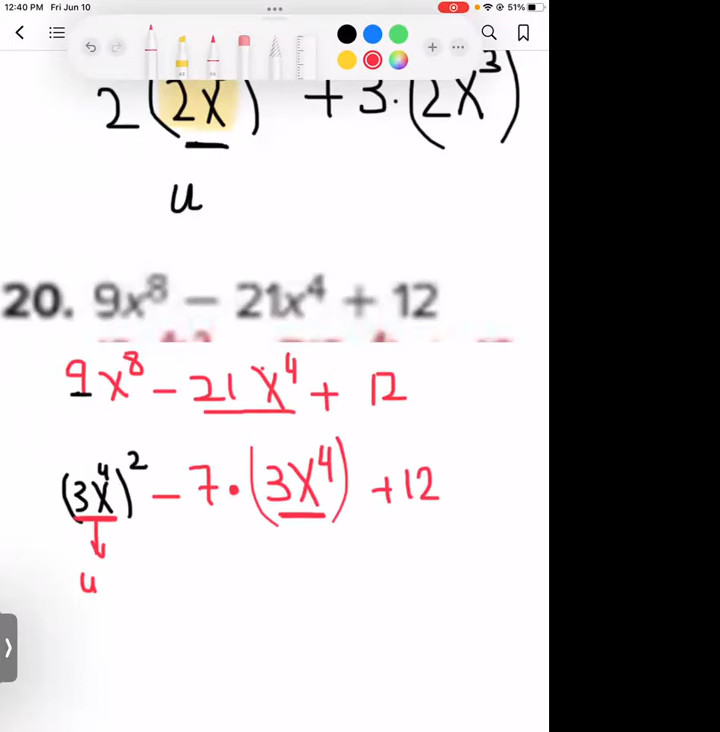 12:40 PM Fri Jun 10
51%
2(2x) + 3·(2x³)
u
20. 9x⁸ − 21x⁴ + 12
9x⁸ − 21x⁴ + 12
(3x⁴)² − 7·(3x⁴) + 12
u